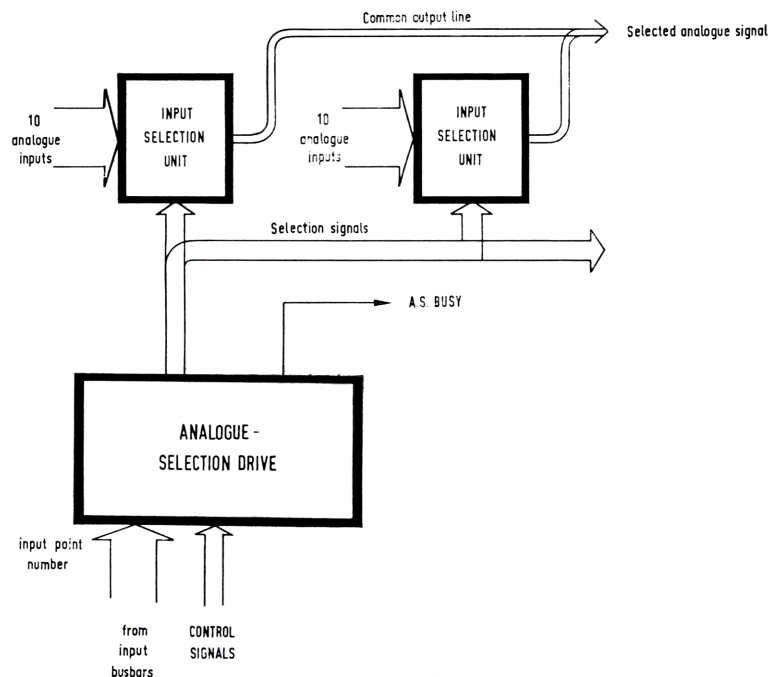 Common output line
Selected analogue signal
10
analogue
inputs
INPUT
SELECTION
UNIT
10
analogue
inputs
INPUT
SELECTION
UNIT
Selection signals
A.S. BUSY
ANALOGUE -
SELECTION DRIVE
input point
number
from
input
busbars
CONTROL
SIGNALS